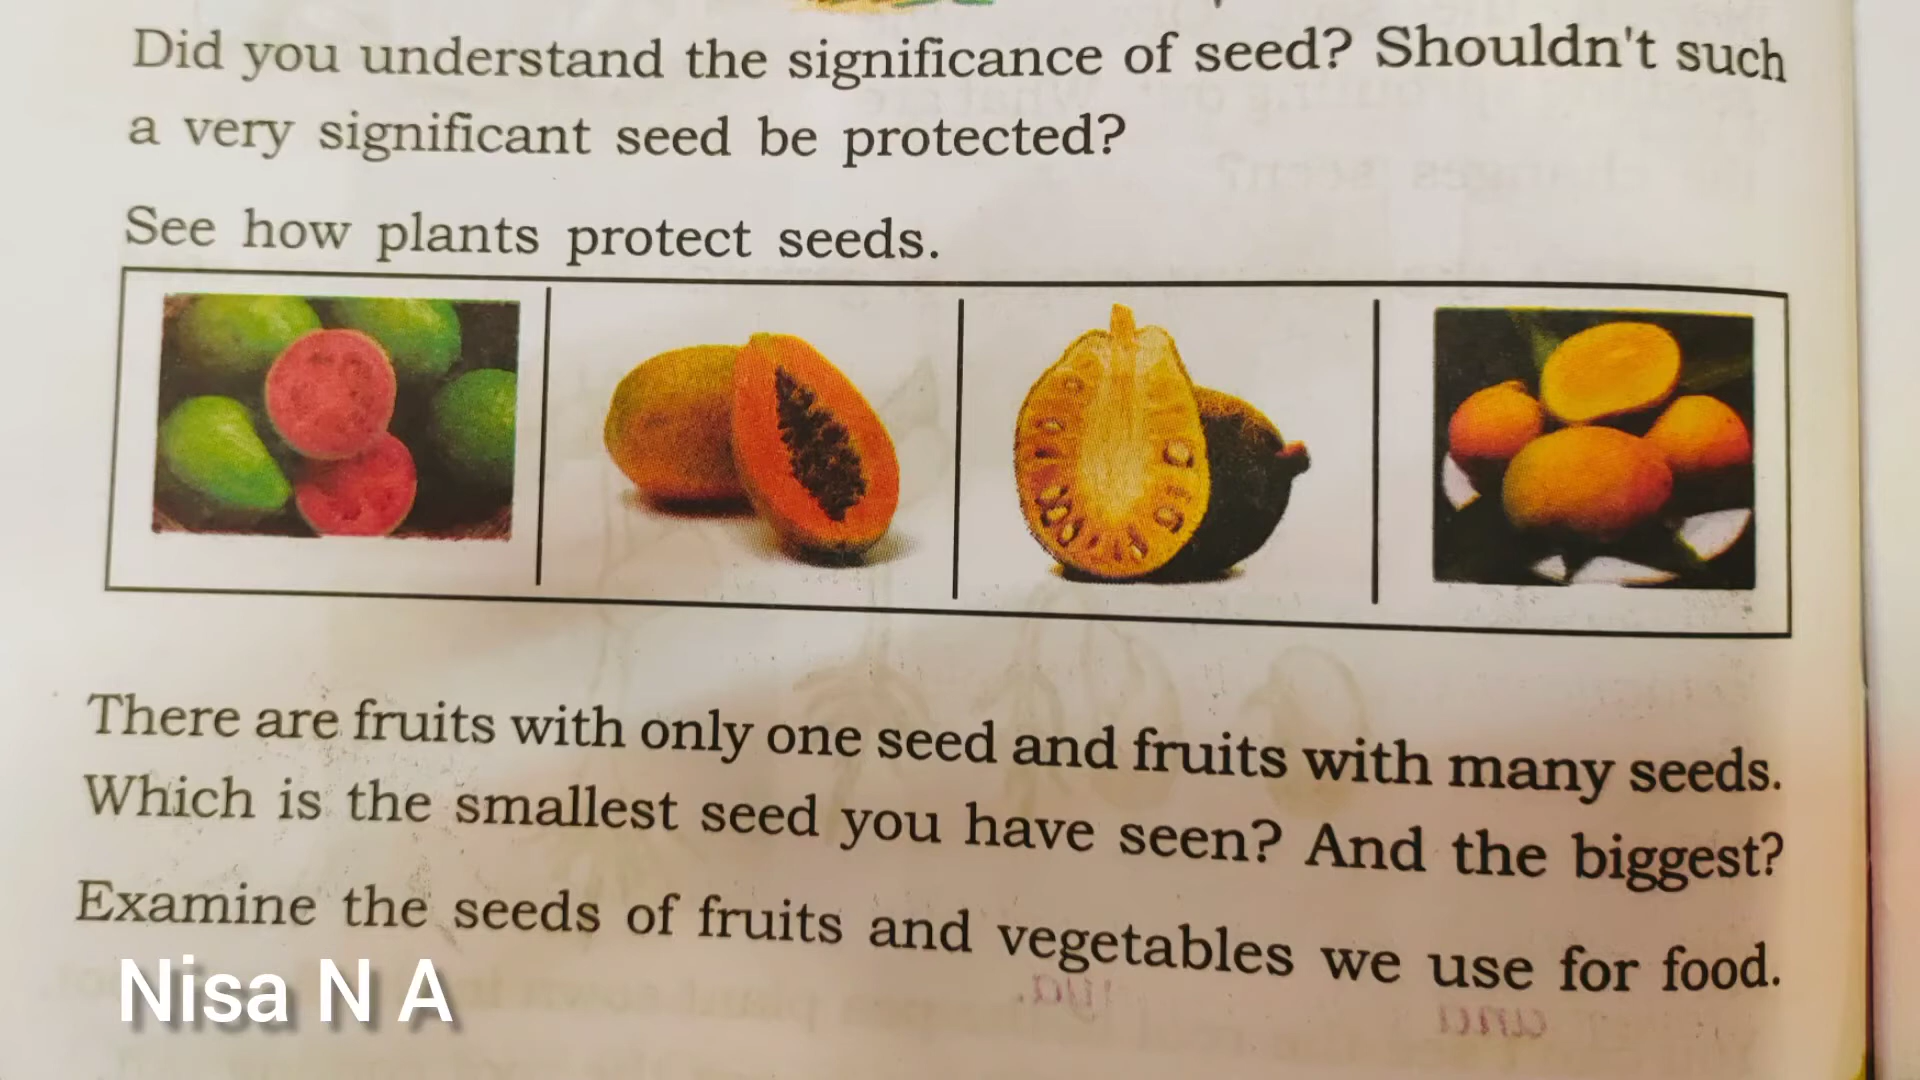 Did you understand the significance of seed? Shouldn't such
a very significant seed be protected?
See how plants protect seeds.
There are fruits with only one seed and fruits with many seeds.
Which is the smallest seed you have seen? And the biggest?
Examine the seeds of fruits and vegetables we use for food.
Nisa N A